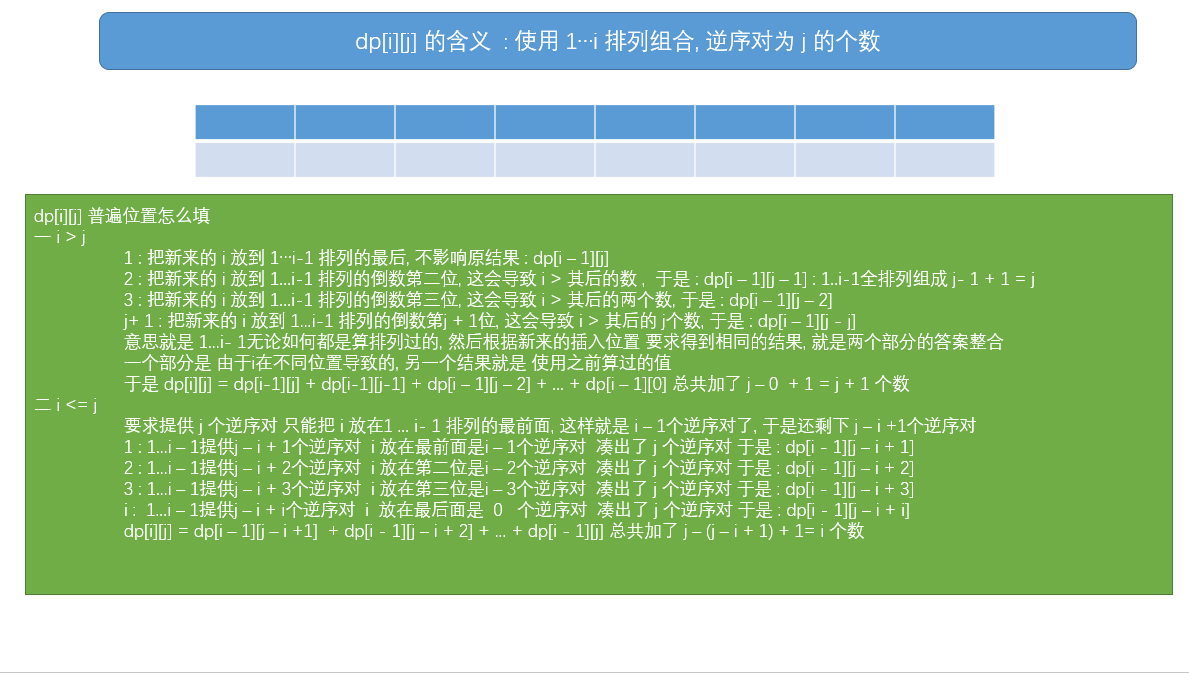 dp[i][j] 的含义 : 使用 1…i 排列组合, 逆序对为 j 的个数
dp[i][j] 普遍位置怎么填
一 i > j
1 : 把新来的 i 放到 1…i-1 排列的最后, 不影响原结果 : dp[i – 1][j]
2 : 把新来的 i 放到 1...i-1 排列的倒数第二位, 这会导致 i > 其后的数 , 于是 : dp[i – 1][j – 1] : 1..i-1全排列组成 j- 1 + 1 = j
3 : 把新来的 i 放到 1...i-1 排列的倒数第三位, 这会导致 i > 其后的两个数, 于是 : dp[i – 1][j – 2]
j+ 1 : 把新来的 i 放到 1...i-1 排列的倒数第j + 1位, 这会导致 i > 其后的 j个数, 于是 : dp[i – 1][j - j]
意思就是 1...i- 1无论如何都是算排列过的, 然后根据新来的插入位置 要求得到相同的结果, 就是两个部分的答案整合
一个部分是 由于i在不同位置导致的, 另一个结果就是 使用之前算过的值
于是 dp[i][j] = dp[i-1][j] + dp[i-1][j-1] + dp[i – 1][j – 2] + ... + dp[i – 1][0] 总共加了 j – 0 + 1 = j + 1 个数
二 i <= j
要求提供 j 个逆序对 只能把 i 放在1 ... i- 1 排列的最前面, 这样就是 i – 1个逆序对了, 于是还剩下 j – i +1个逆序对
1 : 1...i – 1提供j – i + 1个逆序对 i 放在最前面是i – 1个逆序对 凑出了 j 个逆序对 于是 : dp[i - 1][j – i + 1]
2 : 1...i – 1提供j – i + 2个逆序对 i 放在第二位是i – 2个逆序对 凑出了 j 个逆序对 于是 : dp[i - 1][j – i + 2]
3 : 1...i – 1提供j – i + 3个逆序对 i 放在第三位是i – 3个逆序对 凑出了 j 个逆序对 于是 : dp[i - 1][j – i + 3]
i : 1...i – 1提供j – i + i个逆序对 i 放在最后面是 0 个逆序对 凑出了 j 个逆序对 于是 : dp[i - 1][j – i + i]
dp[i][j] = dp[i – 1][j – i +1] + dp[i - 1][j – i + 2] + ... + dp[i - 1][j] 总共加了 j – (j – i + 1) + 1= i 个数